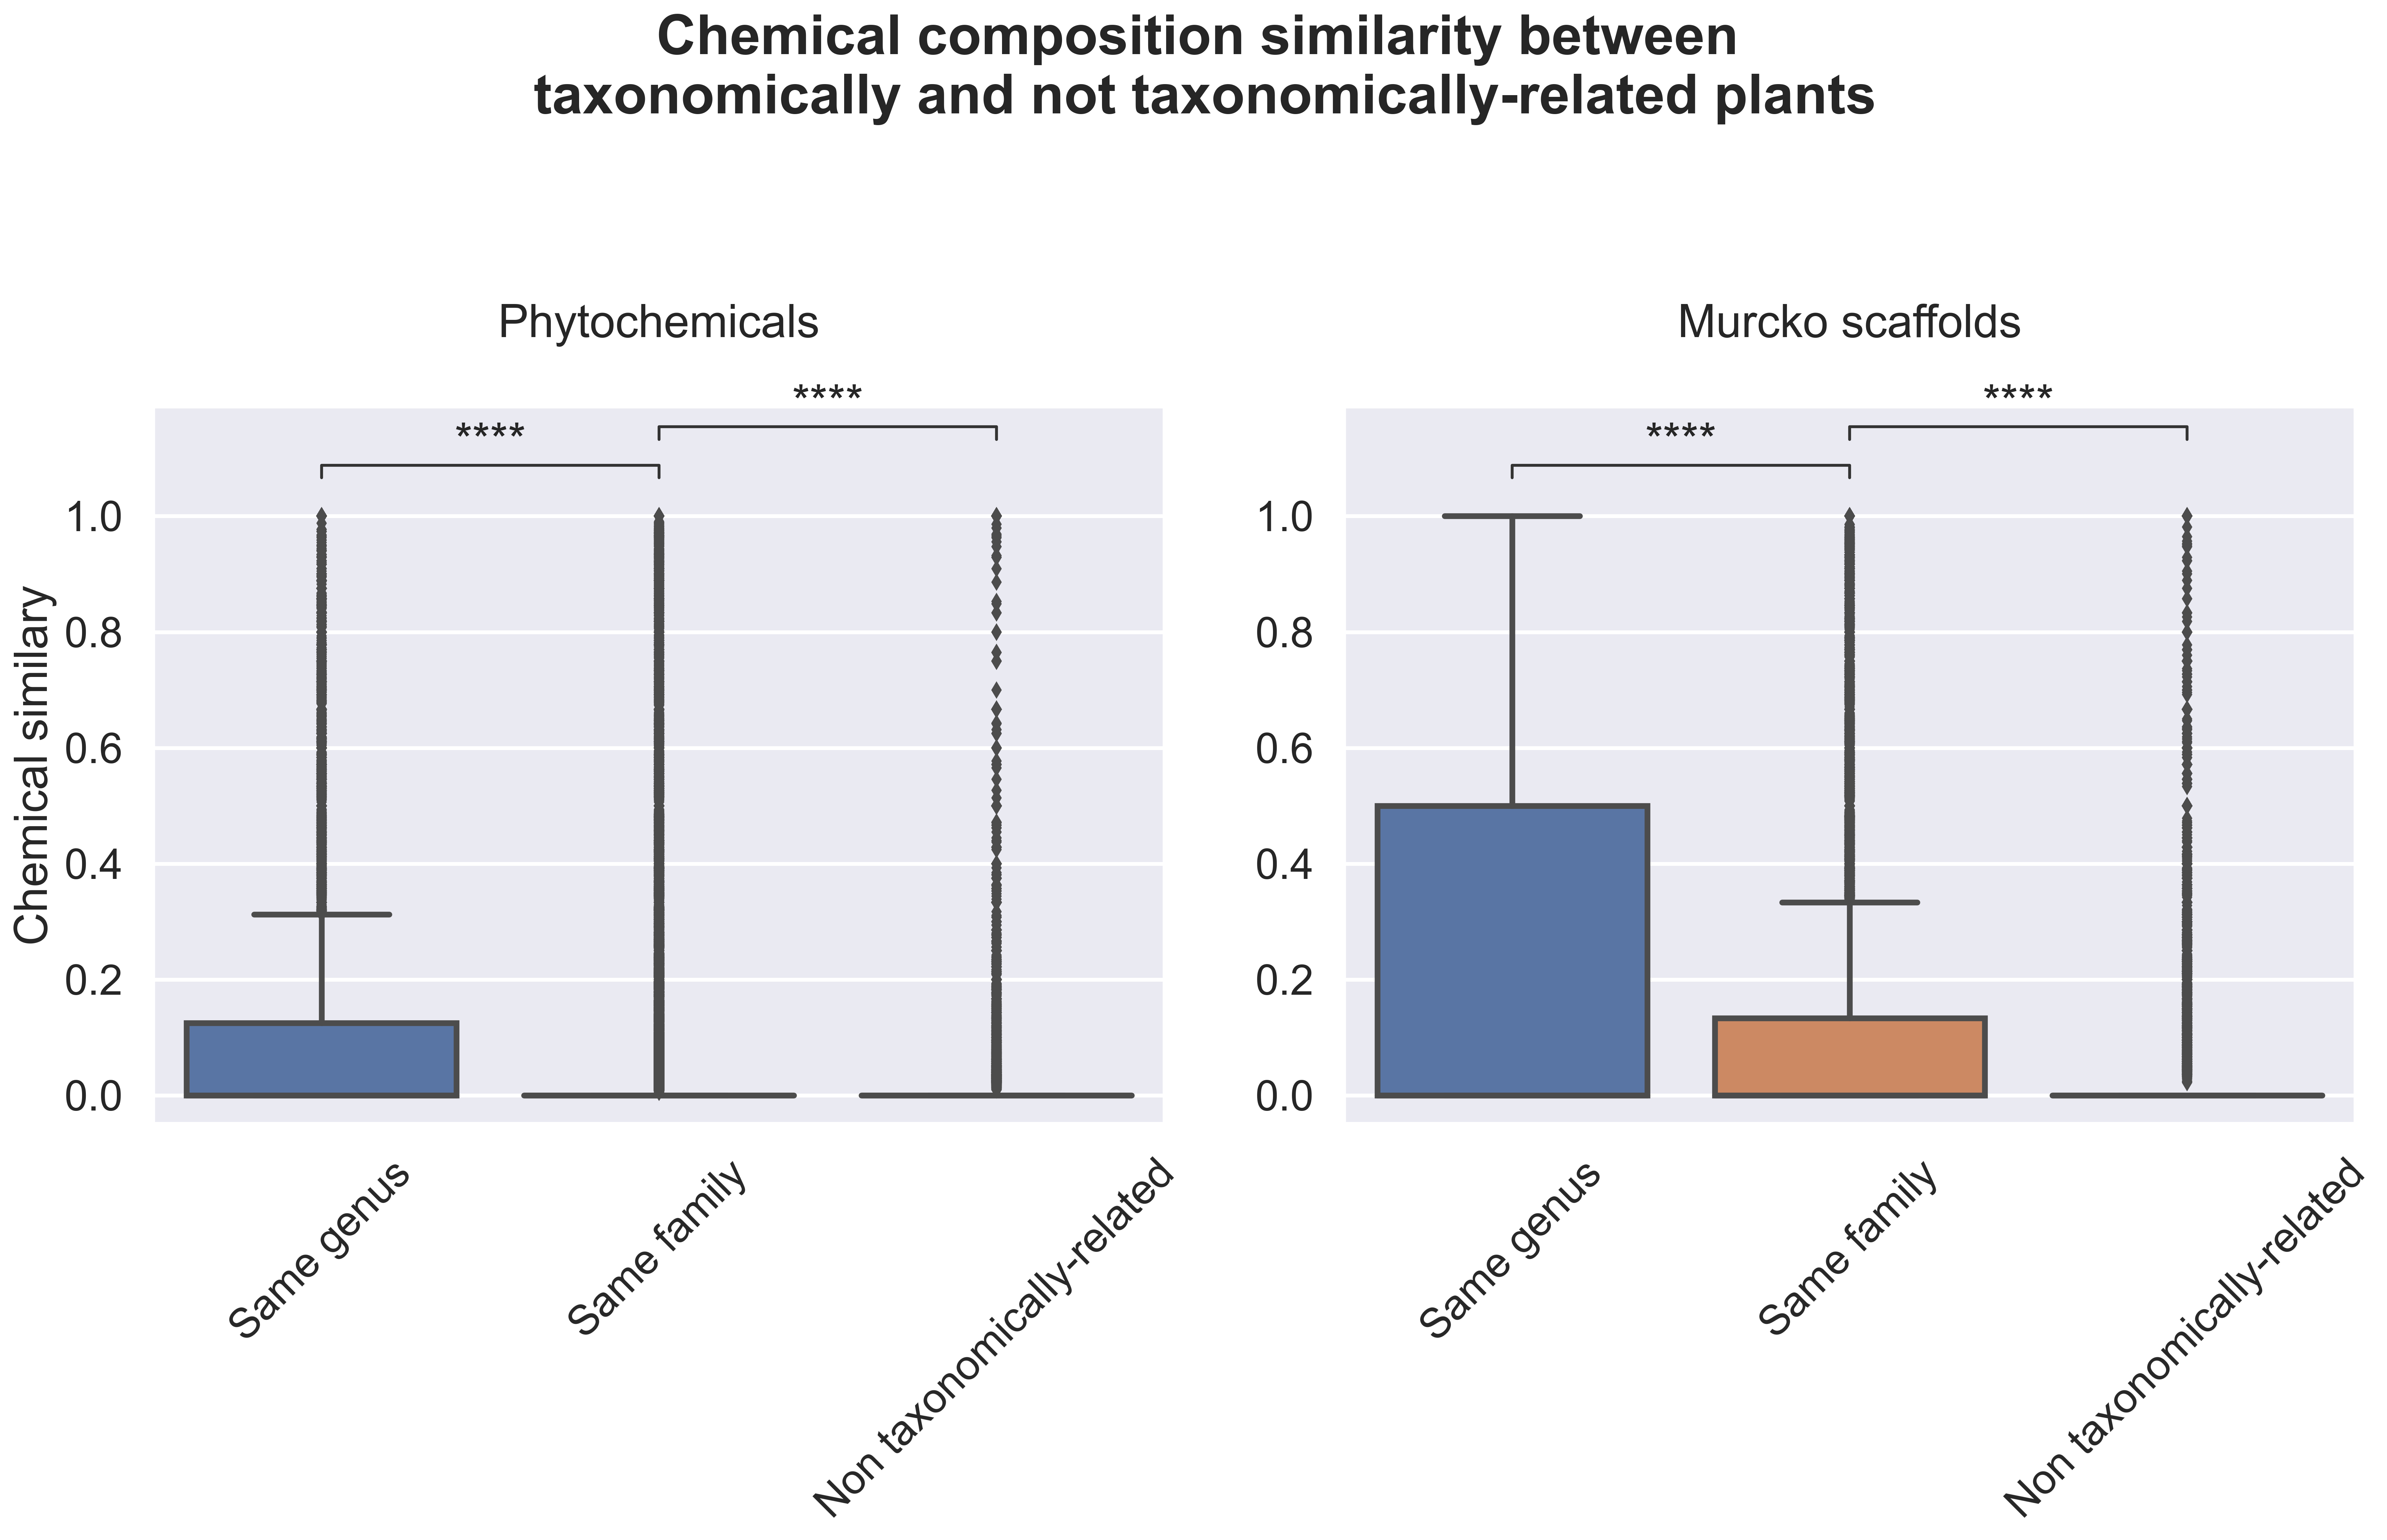 Chemical composition similarity between
taxonomically and not taxonomically-related plants
Phytochemicals
****
****
Chemical similary
1.0
0.8
0.6
0.4
0.2
0.0
Same genus
Same family
Non taxonomically-related
Murcko scaffolds
****
****
1.0
0.8
0.6
0.4
0.2
0.0
Same genus
Same family
Non taxonomically-related